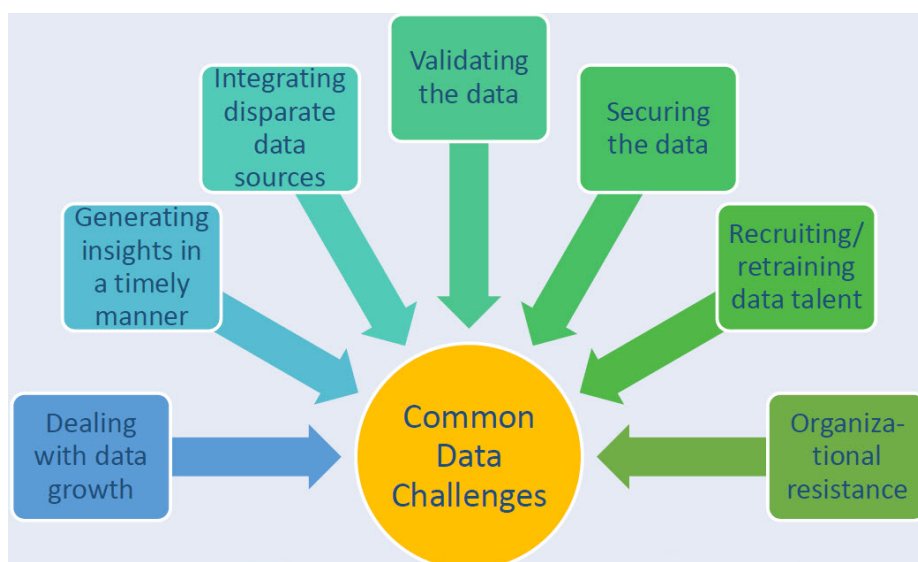 Validating
the data
Integrating
disparate
data
sources
Securing
the data
Generating
insights in
a timely
manner
Recruiting/
retraining
data talent
Dealing
with data
growth
Common
Data
Challenges
Organiza-
tional
resistance